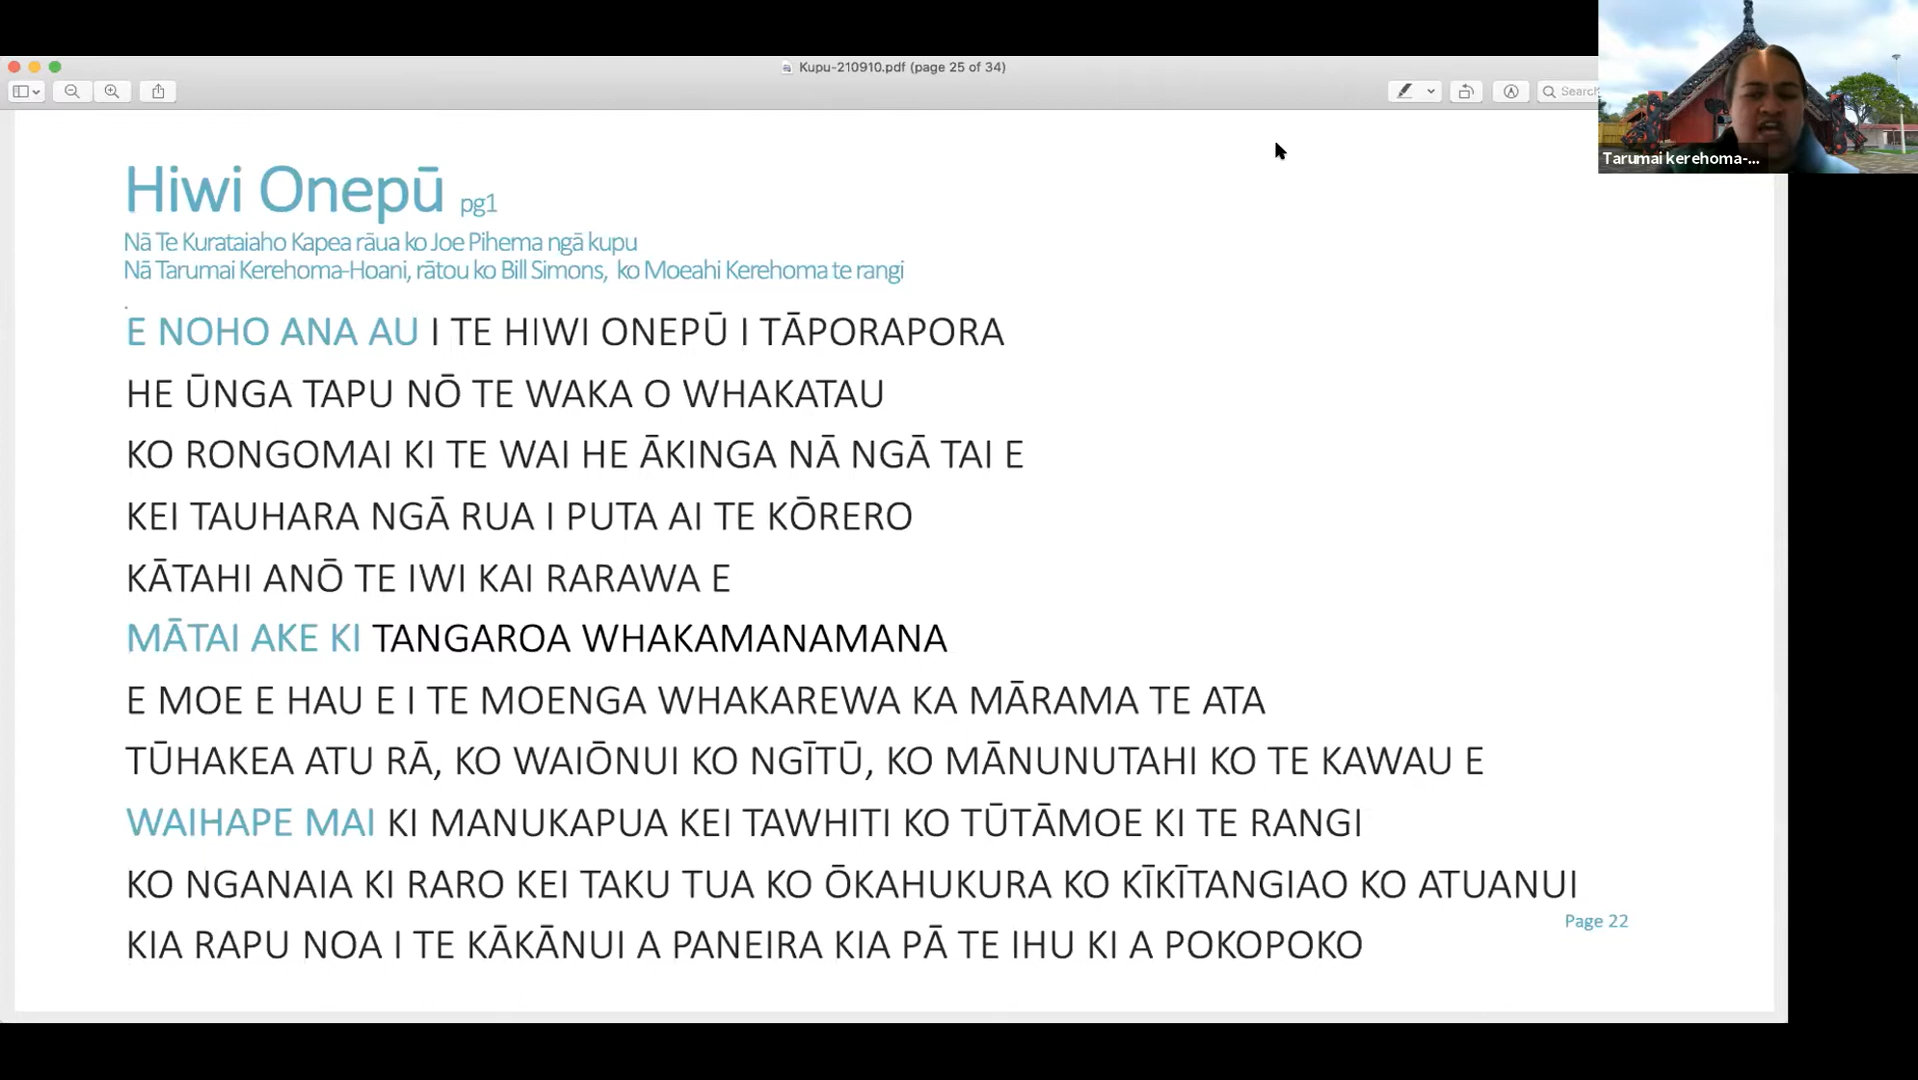 Kupu-210910.pdf (page 25 of 34)
Search
Tarumai kerehoma-...
Hiwi Onepū pg1
Nā Te Kurataiaho Kapea rāua ko Joe Pihema ngā kupu
Nā Tarumai Kerehoma-Hoani, rātou ko Bill Simons, ko Moeahi Kerehoma te rangi
E NOHO ANA AU I TE HIWI ONEPŪ I TĀPORAPORA
HE ŪNGA TAPU NŌ TE WAKA O WHAKATAU
KO RONGOMAI KI TE WAI HE ĀKINGA NĀ NGĀ TAI E
KEI TAUHARA NGĀ RUA I PUTA AI TE KŌRERO
KĀTAHI ANŌ TE IWI KAI RARAWA E
MĀTAI AKE KI TANGAROA WHAKAMANAMANA
E MOE E HAU E I TE MOENGA WHAKAREWA KA MĀRAMA TE ATA
TŪHAKEA ATU RĀ, KO WAIŌNUI KO NGĪTŪ, KO MĀNUNUTAHI KO TE KAWAU E
WAIHAPE MAI KI MANUKAPUA KEI TAWHITI KO TŪTĀMOE KI TE RANGI
KO NGANAIA KI RARO KEI TAKU TUA KO ŌKAHUKURA KO KĪKĪTANGIAO KO ATUANUI
Page 22
KIA RAPU NOA I TE KĀKĀNUI A PANEIRA KIA PĀ TE IHU KI A POKOPOKO